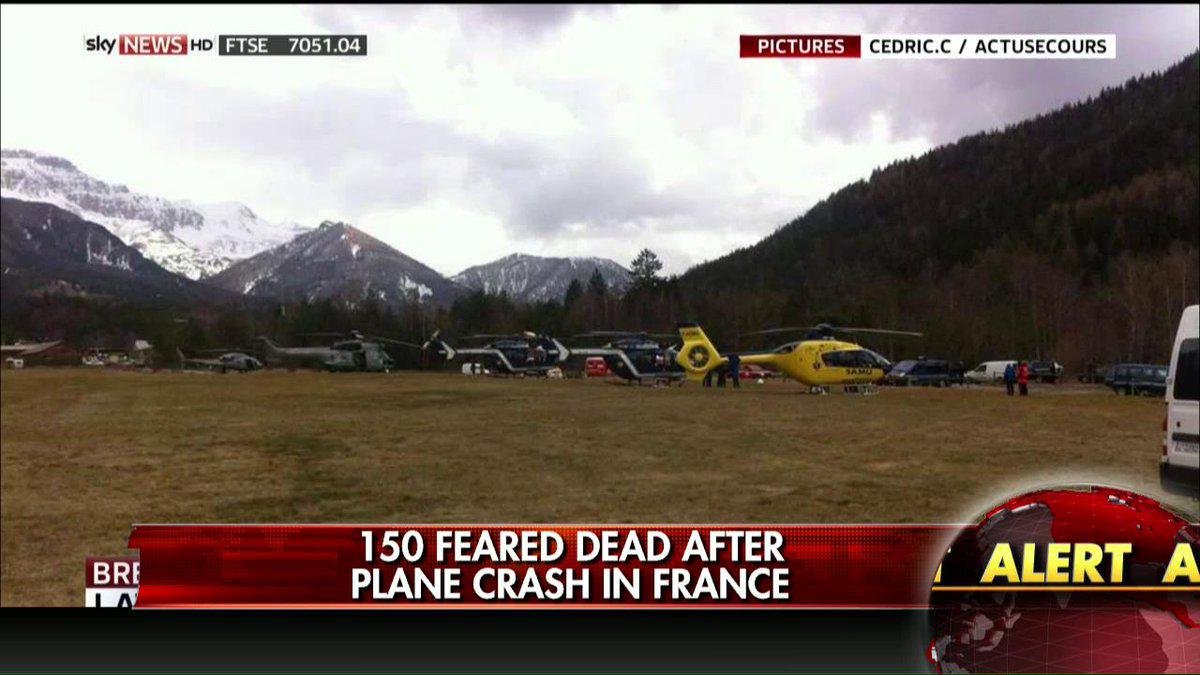 sky NEWS HD FTSE 7051.04
PICTURES CEDRIC.C / ACTUSECOURS
SAMU
150 FEARED DEAD AFTER
PLANE CRASH IN FRANCE
BRE
ALERT A